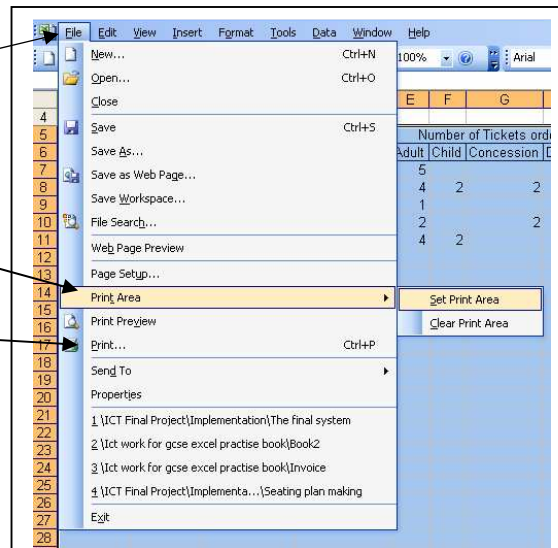 File Edit View Insert Format Tools Data Window Help
New... Ctrl+N
100% Arial
Open... Ctrl+O
Close
E F G
4
Save Ctrl+S
5 Number of Tickets orde
6 Save As... Adult Child Concession D
7 Save as Web Page... 5
8 4 2 2
Save Workspace...
9 1
10 File Search... 2 2
11 4 2
Web Page Preview
12
13 Page Setup...
14 Print Area Set Print Area
15
16 Print Preview Clear Print Area
17 Print... Ctrl+P
18
19 Send To
20 Properties
21 1 \ICT Final Project\Implementation\The final system
22
23 2 \Ict work for gcse excel practise book\Book2
24 3 \Ict work for gcse excel practise book\Invoice
25 4 \ICT Final Project\Implementa...\Seating plan making
26
27 Exit
28